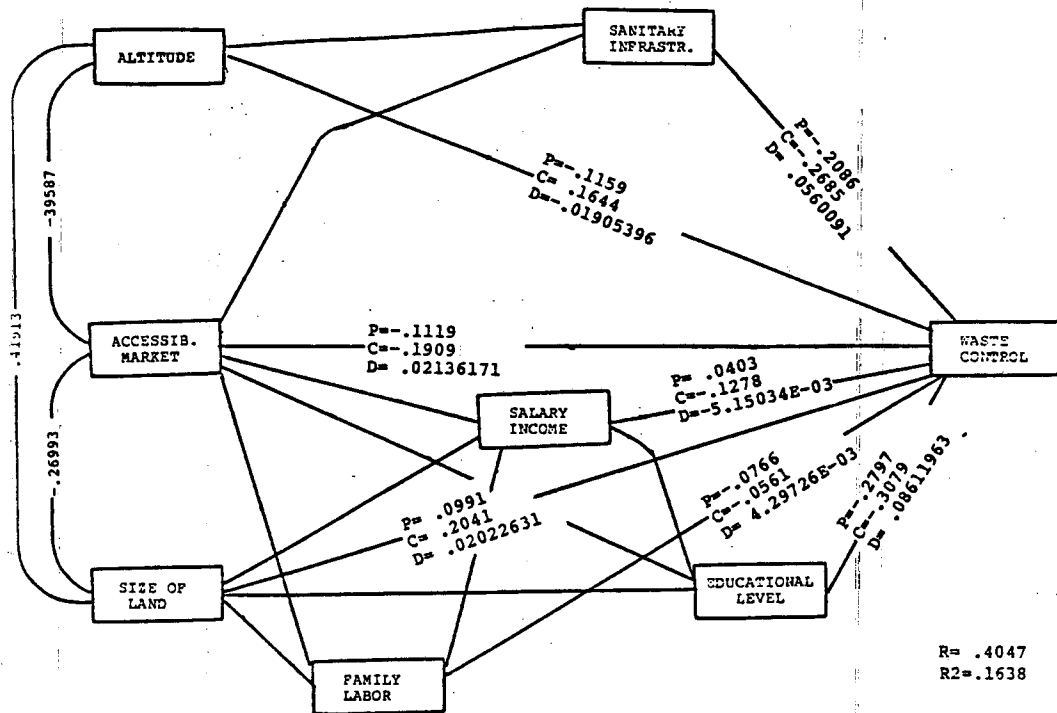 ALTITUDE
SANITARY
INFRASTR.
P=-.2086
C=-.2685
D= .0560091
P=-.1159
C= .1644
D=-.01905396
-39587
.41913
ACCESSIB.
MARKET
P=-.1119
C=-.1909
D= .02136171
WASTE
CONTROL
P= .0403
C=-.1278
D=-5.15034E-03
SALARY
INCOME
-.26993
P=-.0766
C=-.0561
D= 4.29726E-03
P=-.2797
C=-.3079
D= .08611963
P= .0991
C= .2041
D= .02022631
SIZE OF
LAND
EDUCATIONAL
LEVEL
FAMILY
LABOR
R= .4047
R2=.1638